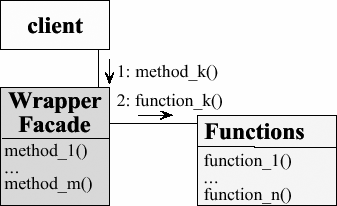 client
1: method_k()
2: function_k()
Wrapper
Facade
method_1()
...
method_m()
Functions
function_1()
...
function_n()